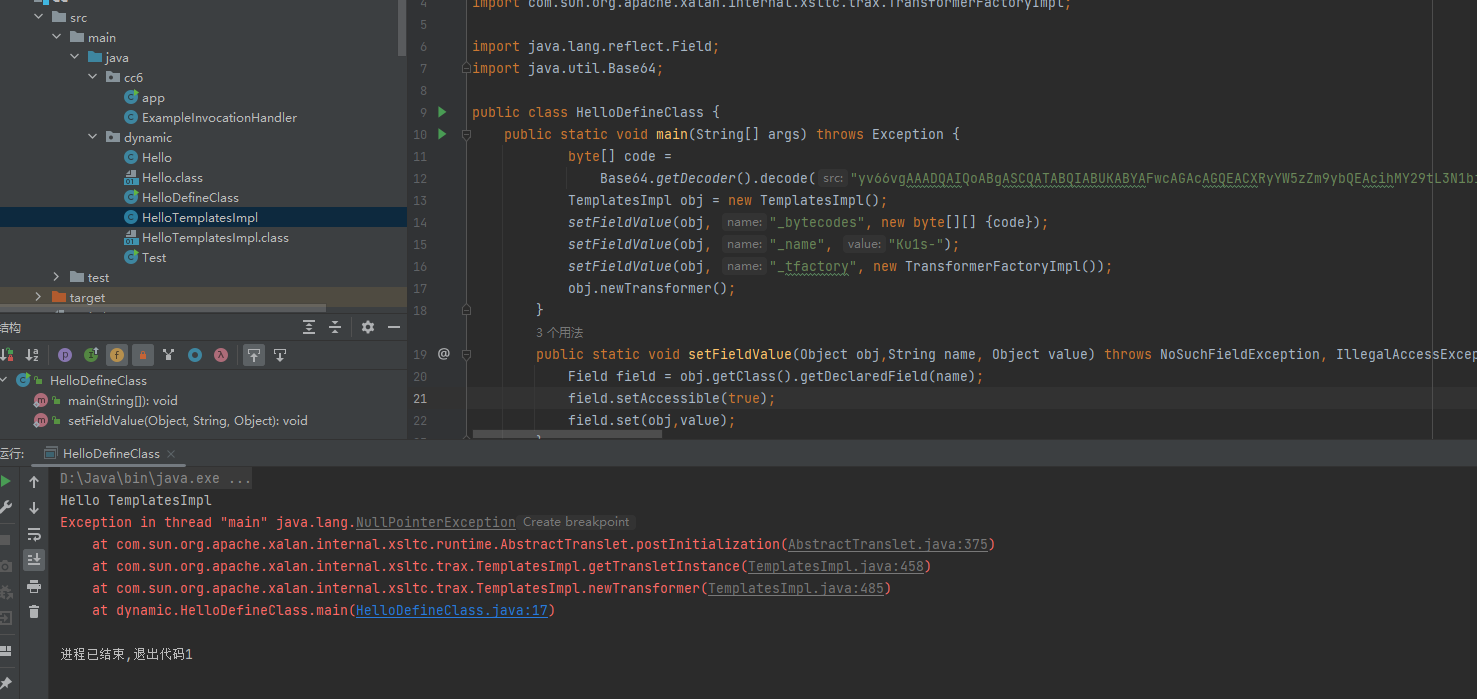 src
main
java
cc6
app
ExampleInvocationHandler
dynamic
Hello
Hello.class
HelloDefineClass
HelloTemplatesImpl
HelloTemplatesImpl.class
Test
test
target
结构
HelloDefineClass
main(String[]): void
setFieldValue(Object, String, Object): void
4 import com.sun.org.apache.xalan.internal.xsltc.trax.TransformerFactoryImpl;
5
6 import java.lang.reflect.Field;
7 import java.util.Base64;
8
9 public class HelloDefineClass {
10 public static void main(String[] args) throws Exception {
11 byte[] code =
12 Base64.getDecoder().decode( src: "yv66vgAAADQAIQoABgASCQATABQIABUKABYAFwcAGAcAGQEACXRyYW5zZm9ybQEAcihMY29tL3N1bi
13 TemplatesImpl obj = new TemplatesImpl();
14 setFieldValue(obj, name: "_bytecodes", new byte[][] {code});
15 setFieldValue(obj, name: "_name", value: "Ku1s-");
16 setFieldValue(obj, name: "_tfactory", new TransformerFactoryImpl());
17 obj.newTransformer();
18 }
3 个用法
19 @ public static void setFieldValue(Object obj,String name, Object value) throws NoSuchFieldException, IllegalAccessExcep
20 Field field = obj.getClass().getDeclaredField(name);
21 field.setAccessible(true);
22 field.set(obj,value);
运行: HelloDefineClass
D:\Java\bin\java.exe ...
Hello TemplatesImpl
Exception in thread "main" java.lang.NullPointerException Create breakpoint
at com.sun.org.apache.xalan.internal.xsltc.runtime.AbstractTranslet.postInitialization(AbstractTranslet.java:375)
at com.sun.org.apache.xalan.internal.xsltc.trax.TemplatesImpl.getTransletInstance(TemplatesImpl.java:458)
at com.sun.org.apache.xalan.internal.xsltc.trax.TemplatesImpl.newTransformer(TemplatesImpl.java:485)
at dynamic.HelloDefineClass.main(HelloDefineClass.java:17)
进程已结束,退出代码1